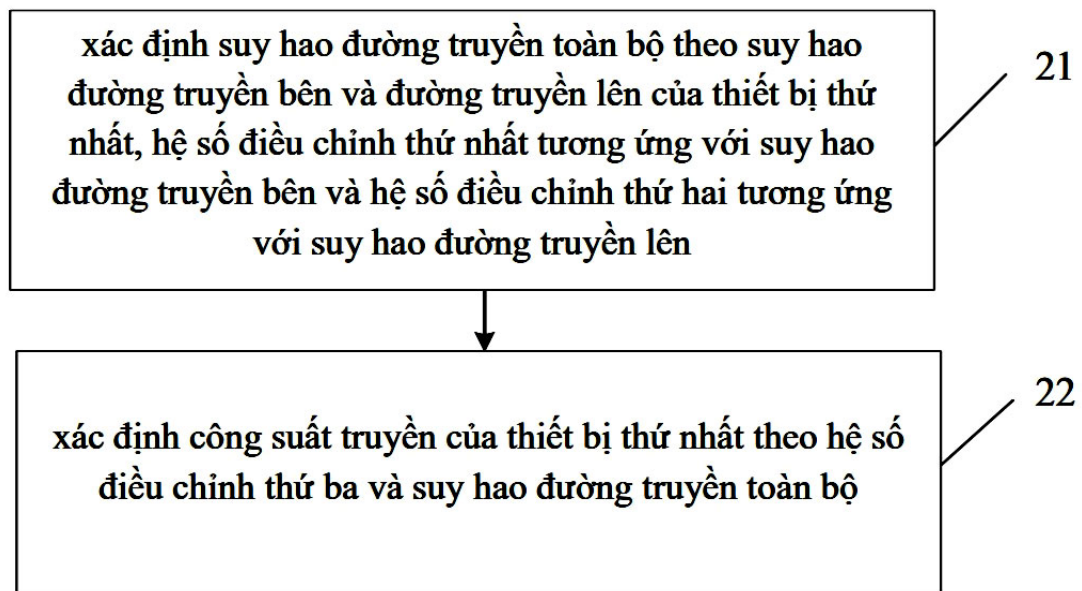 xác định suy hao đường truyền toàn bộ theo suy hao
đường truyền bên và đường truyền lên của thiết bị thứ
nhất, hệ số điều chỉnh thứ nhất tương ứng với suy hao
đường truyền bên và hệ số điều chỉnh thứ hai tương ứng
với suy hao đường truyền lên
21
xác định công suất truyền của thiết bị thứ nhất theo hệ số
điều chỉnh thứ ba và suy hao đường truyền toàn bộ
22